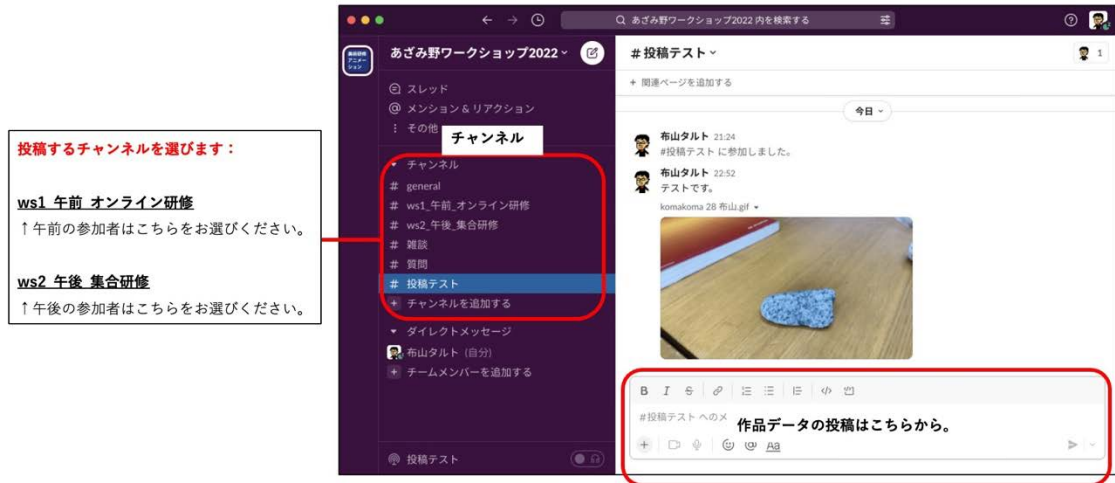 投稿するチャンネルを選びます：
ws1_午前_オンライン研修
↑午前の参加者はこちらをお選びください。
ws2_午後_集合研修
↑午後の参加者はこちらをお選びください。
あざみ野ワークショップ2022 内を検索する
あざみ野ワークショップ2022
スレッド
メンション & リアクション
その他
チャンネル
チャンネル
# general
# ws1_午前_オンライン研修
# ws2_午後_集合研修
# 雑談
# 質問
# 投稿テスト
+ チャンネルを追加する
ダイレクトメッセージ
布山タルト (自分)
+ チームメンバーを追加する
投稿テスト
# 投稿テスト
1
+ 関連ページを追加する
今日
布山タルト 21:24
#投稿テスト に参加しました。
布山タルト 22:52
テストです。
komakoma 28 布山.gif
B I S
#投稿テスト へのメ
作品データの投稿はこちらから。
+ @ Aa